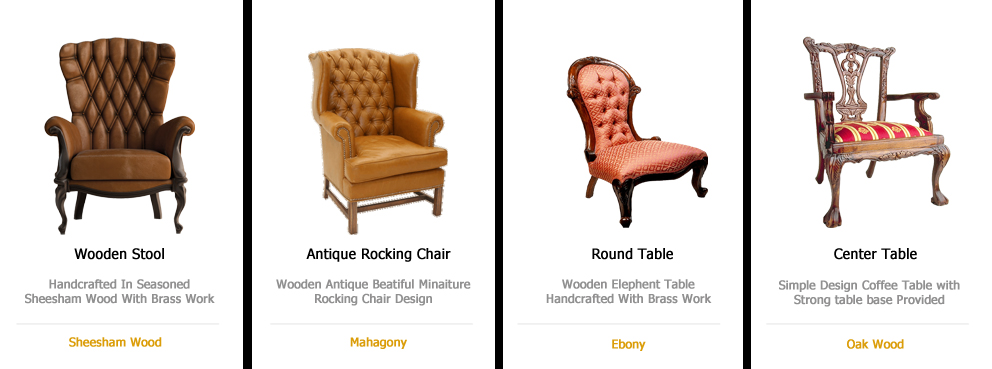 Wooden Stool
Handcrafted In Seasoned
Sheesham Wood With Brass Work
Sheesham Wood
Antique Rocking Chair
Wooden Antique Beatiful Minaiture
Rocking Chair Design
Mahagony
Round Table
Wooden Elephent Table
Handcrafted With Brass Work
Ebony
Center Table
Simple Design Coffee Table with
Strong table base Provided
Oak Wood